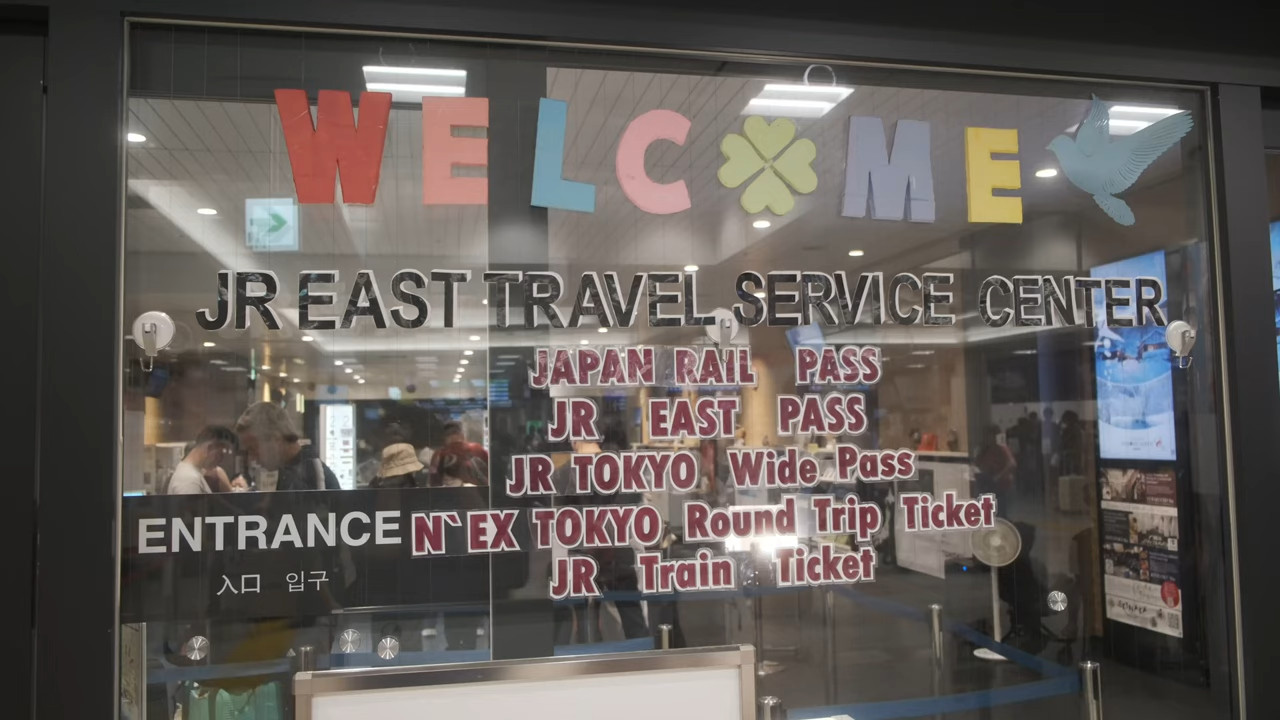 WELCOME
JR EAST TRAVEL SERVICE CENTER
JAPAN RAIL PASS
JR EAST PASS
JR TOKYO Wide Pass
ENTRANCE
N`EX TOKYO Round Trip Ticket
入口 입구
JR Train Ticket